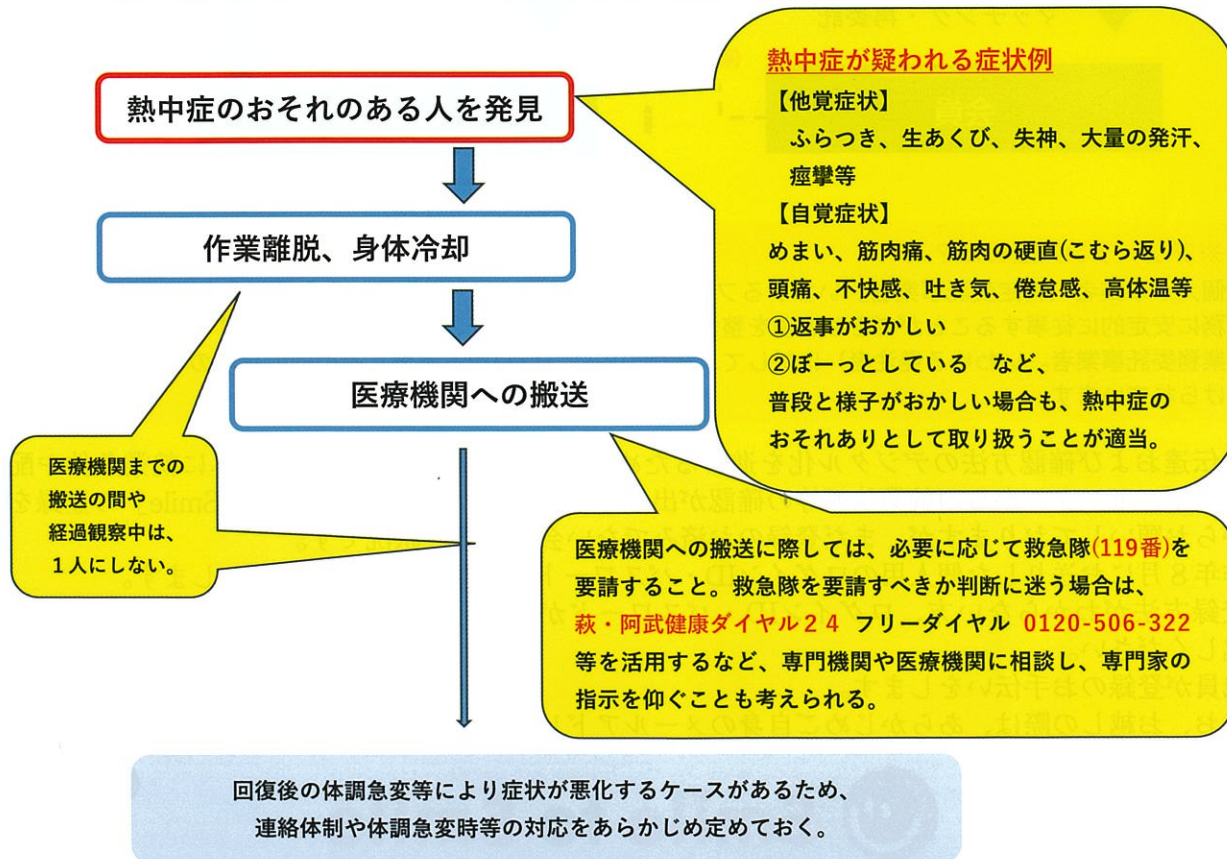 熱中症のおそれのある人を発見
熱中症が疑われる症状例
【他覚症状】
ふらつき、生あくび、失神、大量の発汗、
痙攣等
【自覚症状】
めまい、筋肉痛、筋肉の硬直(こむら返り)、
頭痛、不快感、吐き気、倦怠感、高体温等
①返事がおかしい
②ぼーっとしている など、
普段と様子がおかしい場合も、熱中症の
おそれありとして取り扱うことが適当。
作業離脱、身体冷却
医療機関への搬送
医療機関までの
搬送の間や
経過観察中は、
１人にしない。
医療機関への搬送に際しては、必要に応じて救急隊(119番)を
要請すること。救急隊を要請すべきか判断に迷う場合は、
萩・阿武健康ダイヤル２４ フリーダイヤル 0120-506-322
等を活用するなど、専門機関や医療機関に相談し、専門家の
指示を仰ぐことも考えられる。
回復後の体調急変等により症状が悪化するケースがあるため、
連絡体制や体調急変時等の対応をあらかじめ定めておく。